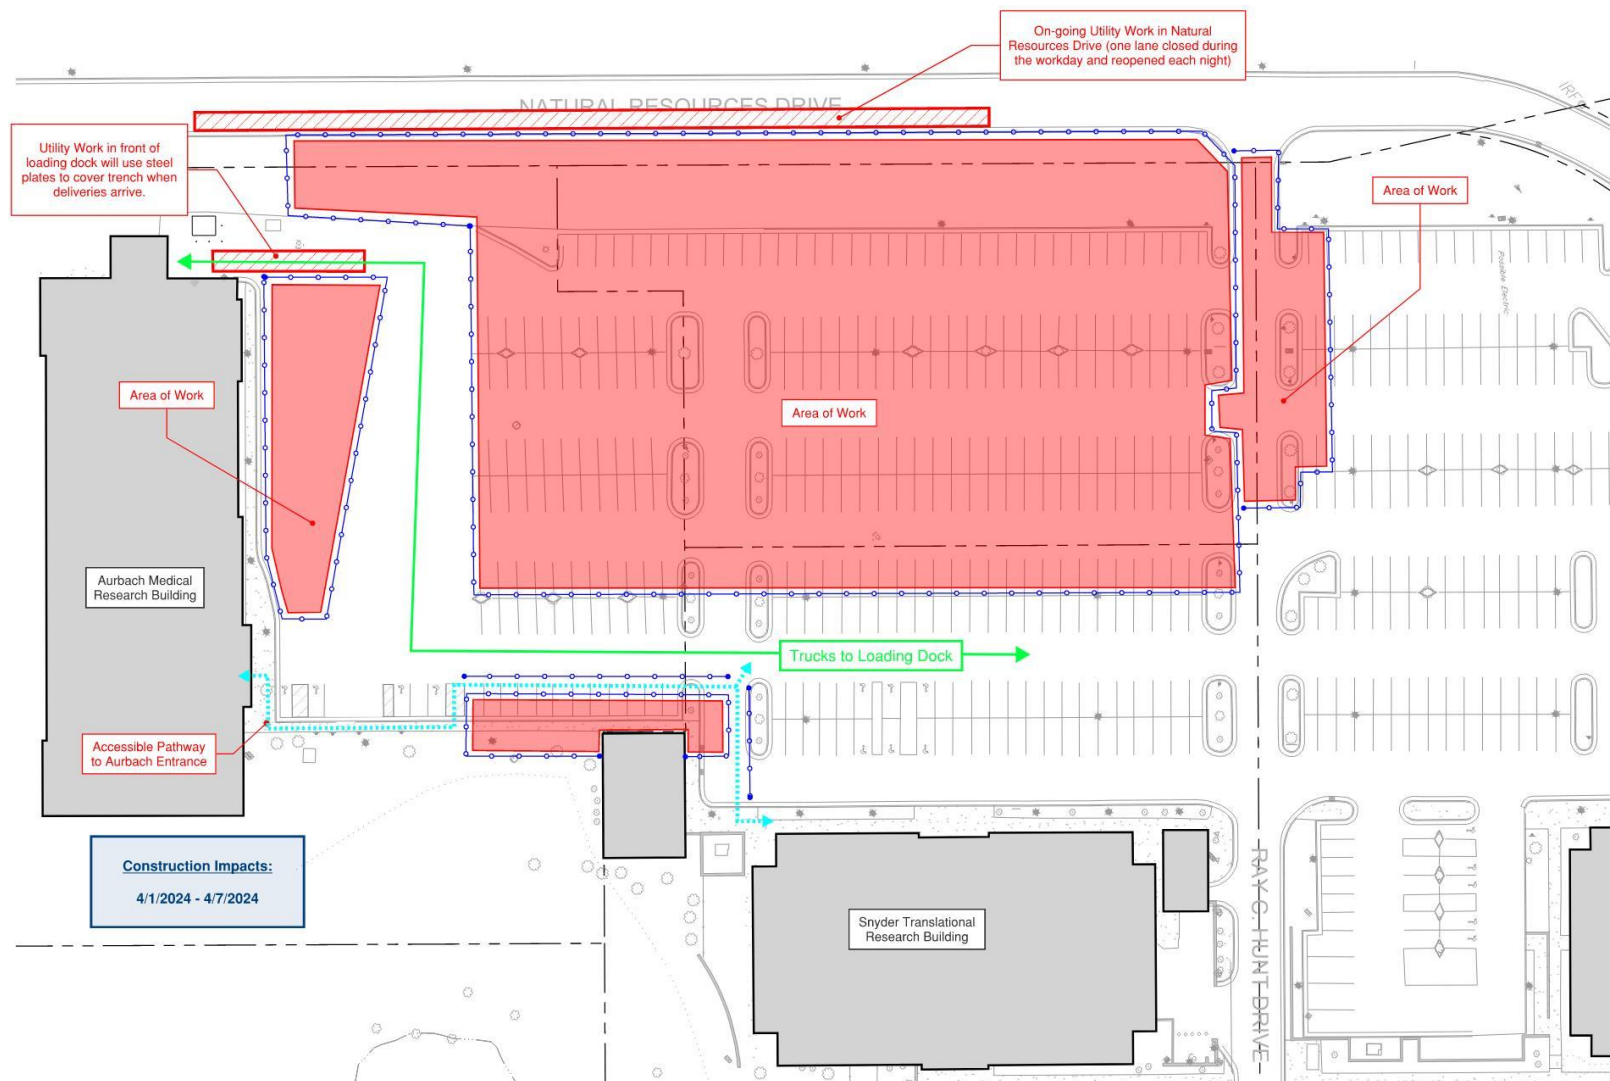 On-going Utility Work in Natural
Resources Drive (one lane closed during
the workday and reopened each night)
NATURAL RESOURCES DRIVE
Utility Work in front of
loading dock will use steel
plates to cover trench when
deliveries arrive.
Area of Work
Possible Electric
Area of Work
Area of Work
Aurbach Medical
Research Building
Trucks to Loading Dock
Accessible Pathway
to Aurbach Entrance
Construction Impacts:
4/1/2024 - 4/7/2024
Snyder Translational
Research Building
RAY C. HUNT DRIVE